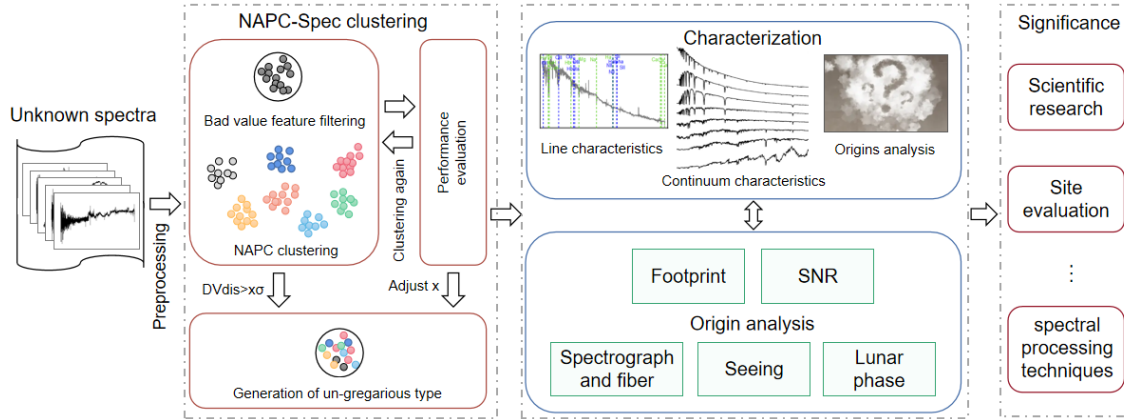 NAPC-Spec clustering
Unknown spectra
Preprocessing
Bad value feature filtering
NAPC clustering
Clustering again
Performance
evaluation
DVdis>xσ
Adjust x
Generation of un-gregarious type
Characterization
Line characteristics
Continuum characteristics
Origins analysis
Footprint
SNR
Origin analysis
Spectrograph
and fiber
Seeing
Lunar
phase
Significance
Scientific
research
Site
evaluation
⋮
spectral
processing
techniques